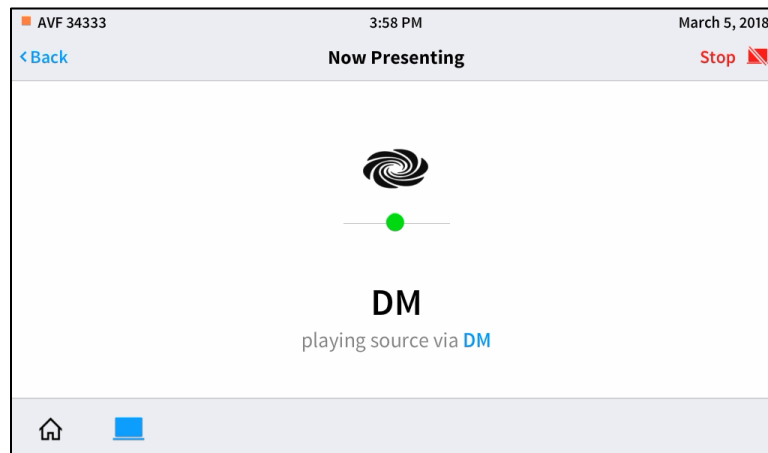 AVF 34333 3:58 PM March 5, 2018
Back Now Presenting Stop
DM
playing source via DM